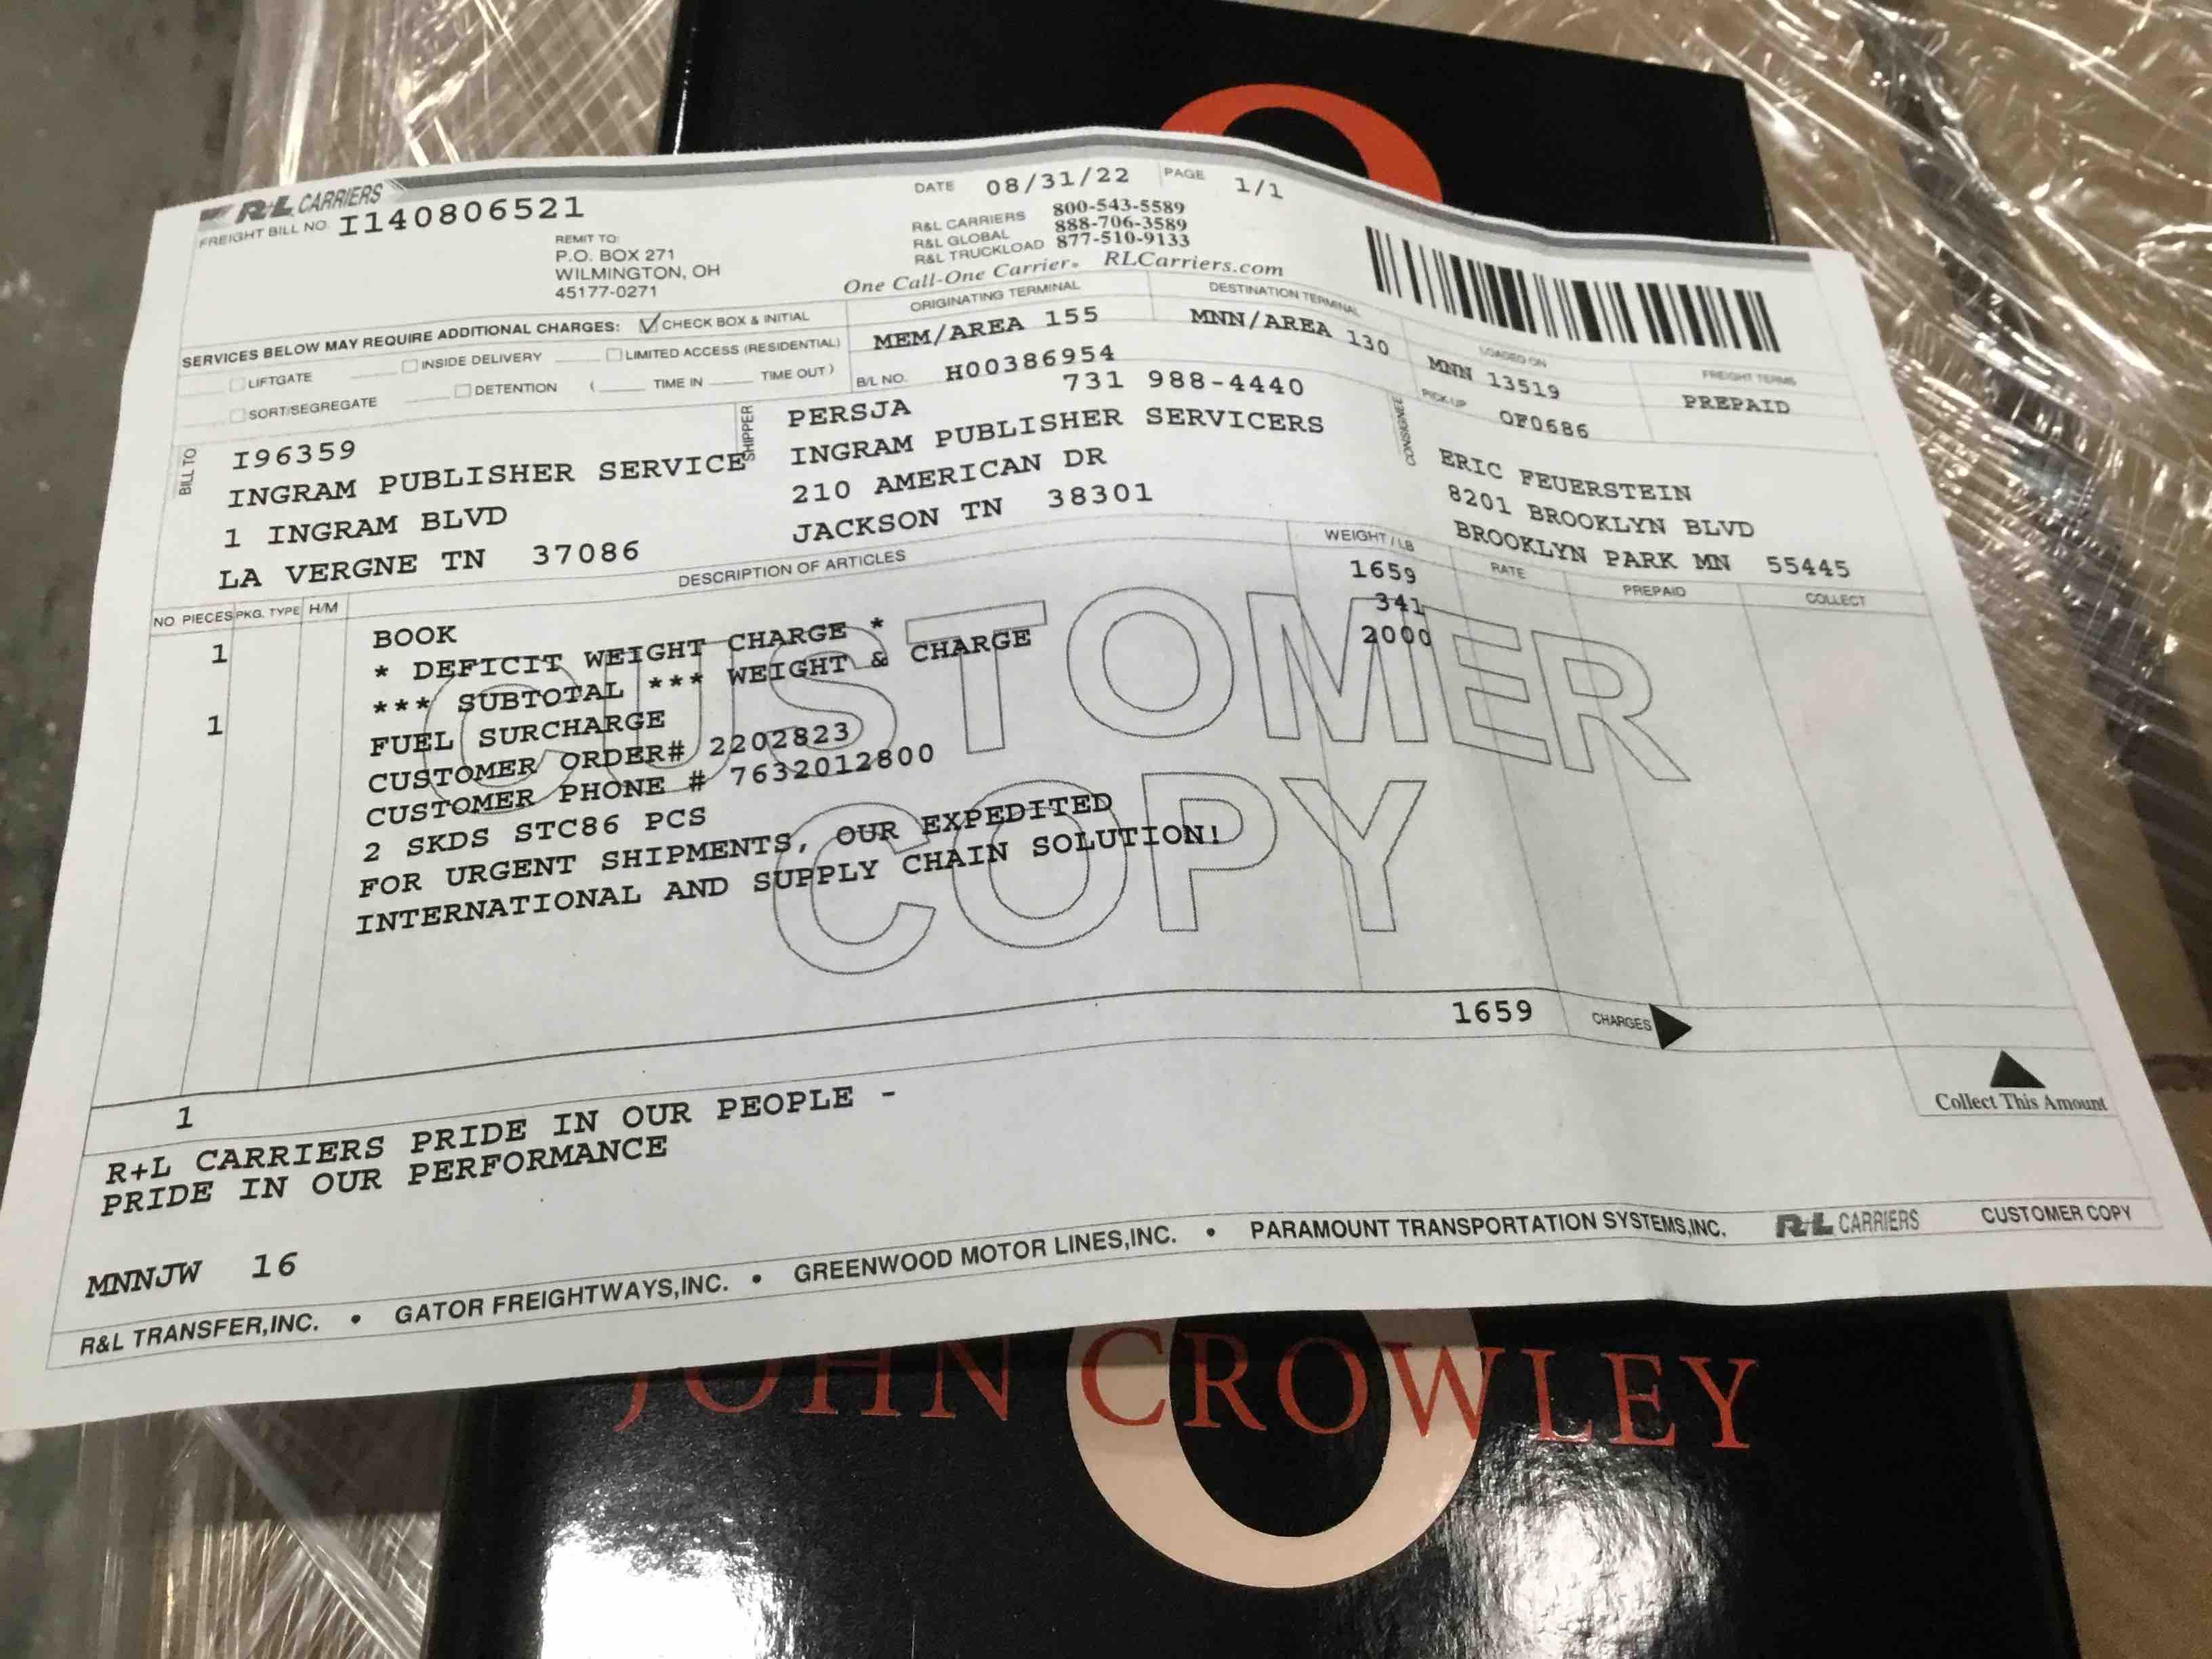 R+L CARRIERS
FREIGHT BILL NO. I140806521
REMIT TO:
P.O. BOX 271
WILMINGTON, OH
45177-0271
DATE 08/31/22 PAGE 1/1
R&L CARRIERS 800-543-5589
R&L GLOBAL 888-706-3589
R&L TRUCKLOAD 877-510-9133
One Call-One Carrier. RLCarriers.com
SERVICES BELOW MAY REQUIRE ADDITIONAL CHARGES: CHECK BOX & INITIAL
LIFTGATE INSIDE DELIVERY LIMITED ACCESS (RESIDENTIAL)
SORT/SEGREGATE DETENTION ( TIME IN TIME OUT )
ORIGINATING TERMINAL
MEM/AREA 155
DESTINATION TERMINAL
MNN/AREA 130
B/L NO. H00386954
LOADED ON
MNN 13519
PICK-UP OF0686
FREIGHT TERMS
PREPAID
BILL TO
I96359
INGRAM PUBLISHER SERVICE
1 INGRAM BLVD
LA VERGNE TN 37086
SHIPPER
PERSJA 731 988-4440
INGRAM PUBLISHER SERVICERS
210 AMERICAN DR
JACKSON TN 38301
CONSIGNEE
ERIC FEUERSTEIN
8201 BROOKLYN BLVD
BROOKLYN PARK MN 55445
NO PIECES PKG. TYPE H/M DESCRIPTION OF ARTICLES WEIGHT/LB RATE PREPAID COLLECT
1 BOOK 1659
* DEFICIT WEIGHT CHARGE * 341
*** SUBTOTAL *** WEIGHT & CHARGE 2000
1 FUEL SURCHARGE
CUSTOMER ORDER# 2202823
CUSTOMER PHONE # 7632012800
2 SKDS STC86 PCS
FOR URGENT SHIPMENTS, OUR EXPEDITED
INTERNATIONAL AND SUPPLY CHAIN SOLUTION!
CUSTOMER
COPY
1 1659 CHARGES
Collect This Amount
R+L CARRIERS PRIDE IN OUR PEOPLE -
PRIDE IN OUR PERFORMANCE
MNNJW 16
R&L TRANSFER,INC. • GATOR FREIGHTWAYS,INC. • GREENWOOD MOTOR LINES,INC. • PARAMOUNT TRANSPORTATION SYSTEMS,INC. R+L CARRIERS CUSTOMER COPY
JOHN CROWLEY